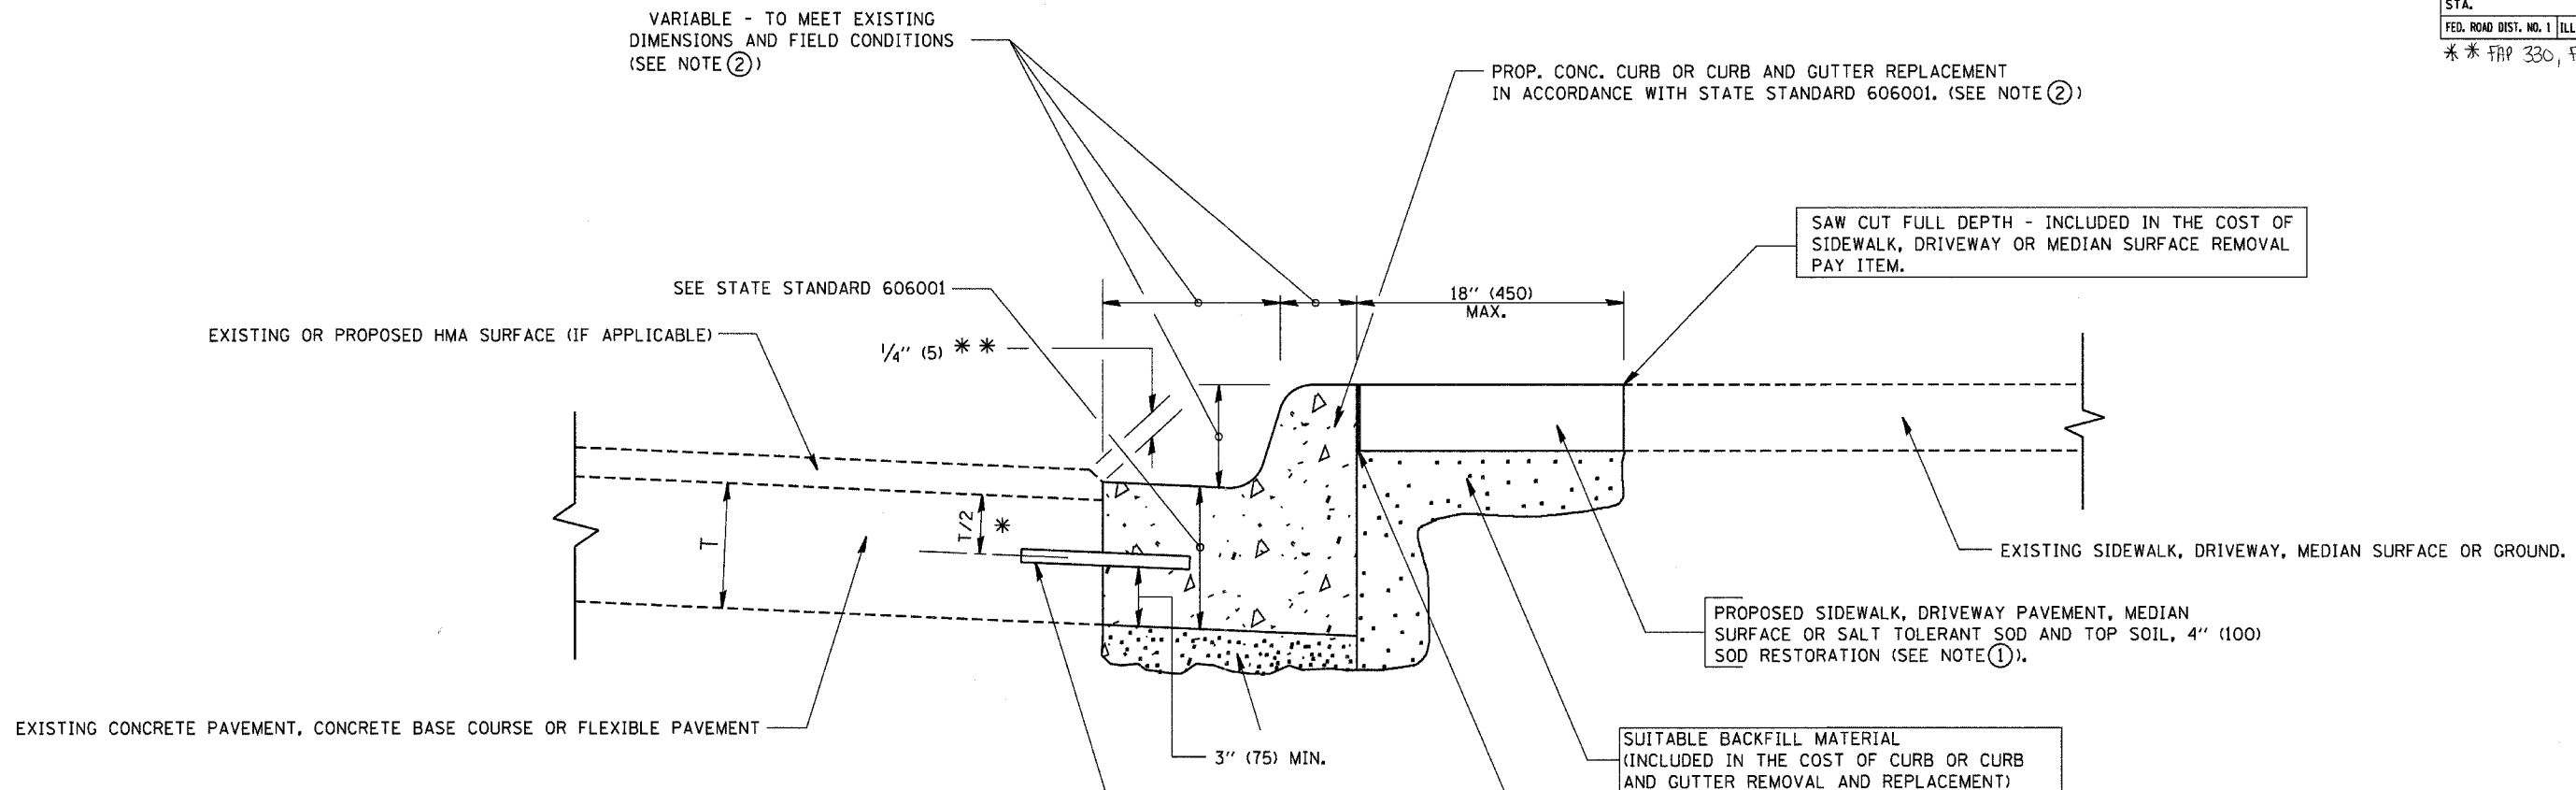 STA.
FED. ROAD DIST. NO. 1 ILL
* * FAP 330,
VARIABLE - TO MEET EXISTING
DIMENSIONS AND FIELD CONDITIONS
(SEE NOTE 2)
PROP. CONC. CURB OR CURB AND GUTTER REPLACEMENT
IN ACCORDANCE WITH STATE STANDARD 606001. (SEE NOTE 2)
SAW CUT FULL DEPTH - INCLUDED IN THE COST OF
SIDEWALK, DRIVEWAY OR MEDIAN SURFACE REMOVAL
PAY ITEM.
SEE STATE STANDARD 606001
18" (450)
MAX.
EXISTING OR PROPOSED HMA SURFACE (IF APPLICABLE)
1/4" (5) * *
T
T/2 *
EXISTING SIDEWALK, DRIVEWAY, MEDIAN SURFACE OR GROUND.
PROPOSED SIDEWALK, DRIVEWAY PAVEMENT, MEDIAN
SURFACE OR SALT TOLERANT SOD AND TOP SOIL, 4" (100)
SOD RESTORATION (SEE NOTE 1).
EXISTING CONCRETE PAVEMENT, CONCRETE BASE COURSE OR FLEXIBLE PAVEMENT
3" (75) MIN.
SUITABLE BACKFILL MATERIAL
(INCLUDED IN THE COST OF CURB OR CURB
AND GUTTER REMOVAL AND REPLACEMENT)